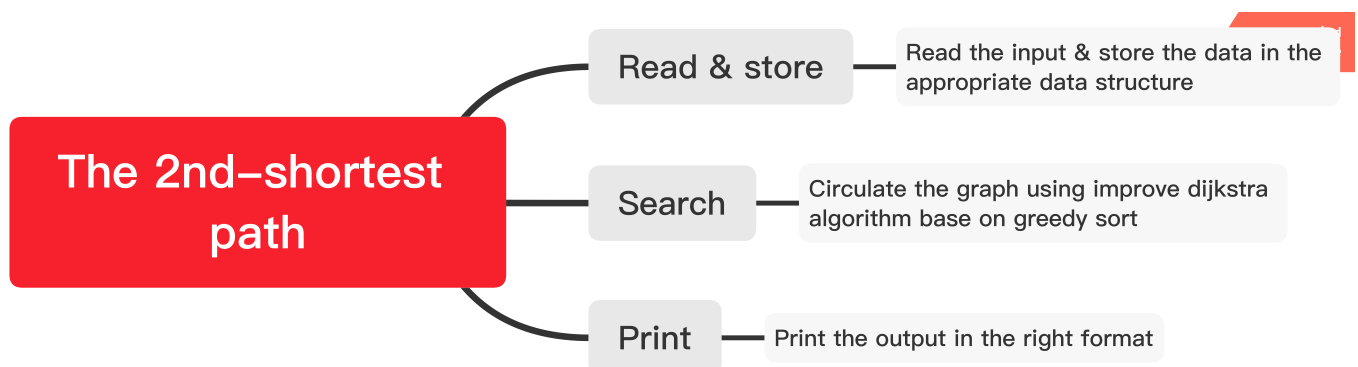 The 2nd-shortest
path
Read & store
Read the input & store the data in the
appropriate data structure
Search
Circulate the graph using improve dijkstra
algorithm base on greedy sort
Print
Print the output in the right format